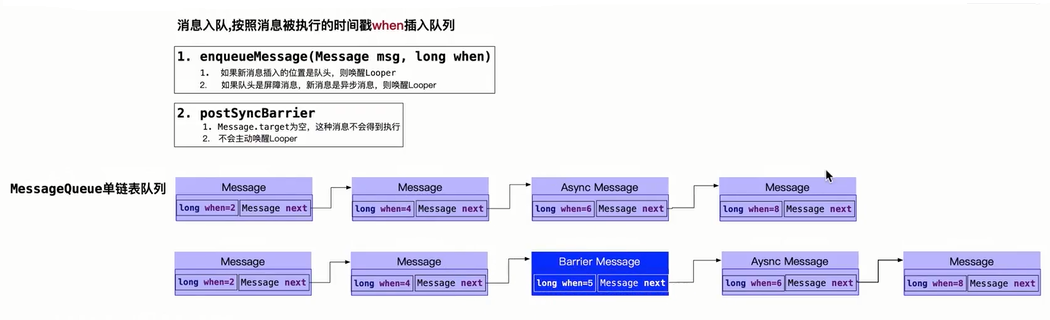 消息入队,按照消息被执行的时间戳when插入队列
1. enqueueMessage(Message msg, long when)
1. 如果新消息插入的位置是队头，则唤醒Looper
2. 如果队头是屏障消息，新消息是异步消息，则唤醒Looper
2. postSyncBarrier
1. Message.target为空，这种消息不会得到执行
2. 不会主动唤醒Looper
MessageQueue单链表队列
Message Message Async Message Message
long when=2 Message next long when=4 Message next long when=6 Message next long when=8 Message next
Message Message Barrier Message Aysnc Message Message
long when=2 Message next long when=4 Message next long when=5 Message next long when=6 Message next long when=8 Message next